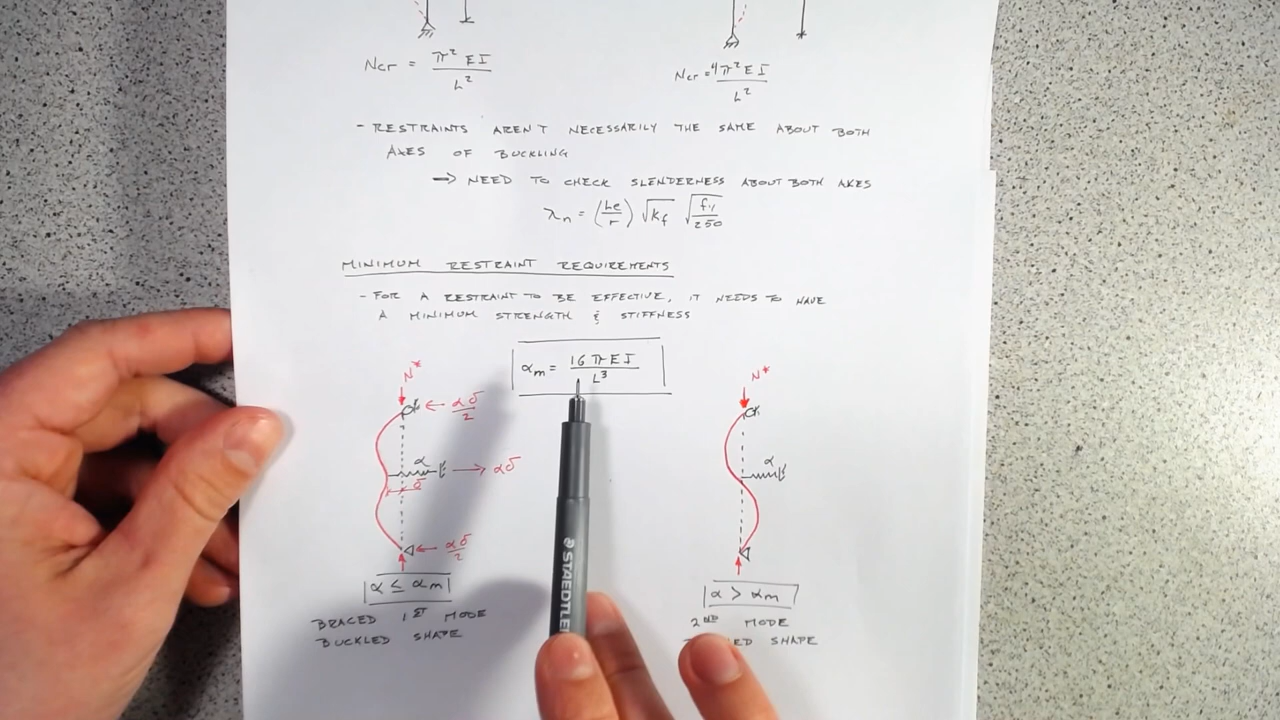 Ncr = π² E I / L²
Ncr = 4π² E I / L²
- RESTRAINTS AREN'T NECESSARILY THE SAME ABOUT BOTH
AXES OF BUCKLING
→ NEED TO CHECK SLENDERNESS ABOUT BOTH AXES
λn = (Le/r) √kf √(fy/250)
MINIMUM RESTRAINT REQUIREMENTS
- FOR A RESTRAINT TO BE EFFECTIVE, IT NEEDS TO HAVE
A MINIMUM STRENGTH & STIFFNESS
αm = 16 π E I / L³
N*
αδ/2
α
αδ
δ
αδ/2
α ≤ αm
BRACED 1ST MODE
BUCKLED SHAPE
N*
α
α > αm
2ND MODE
SHAPE
STAEDTLER